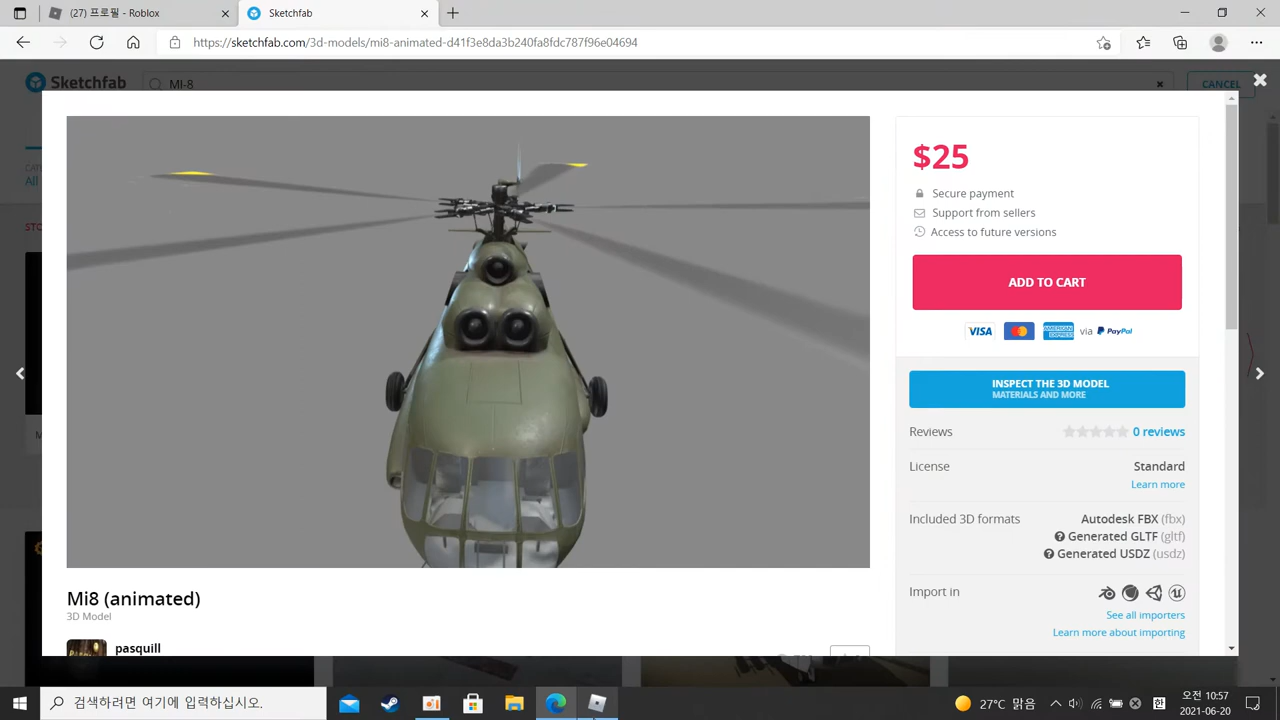 (27) 프로필 - Roblox
Sketchfab
https://sketchfab.com/3d-models/mi8-animated-d41f3e8da3b240fa8fdc787f96e04694
Sketchfab
MI-8
CANCEL
All
$25
Secure payment
Support from sellers
Access to future versions
ADD TO CART
VISA
AMERICAN EXPRESS
via PayPal
INSPECT THE 3D MODEL
MATERIALS AND MORE
Reviews 0 reviews
License Standard
Learn more
Included 3D formats Autodesk FBX (fbx)
Generated GLTF (gltf)
Generated USDZ (usdz)
Import in
See all importers
Learn more about importing
Mi8 (animated)
3D Model
pasquill
검색하려면 여기에 입력하십시오.
27°C 맑음
한
오전 10:57
2021-06-20